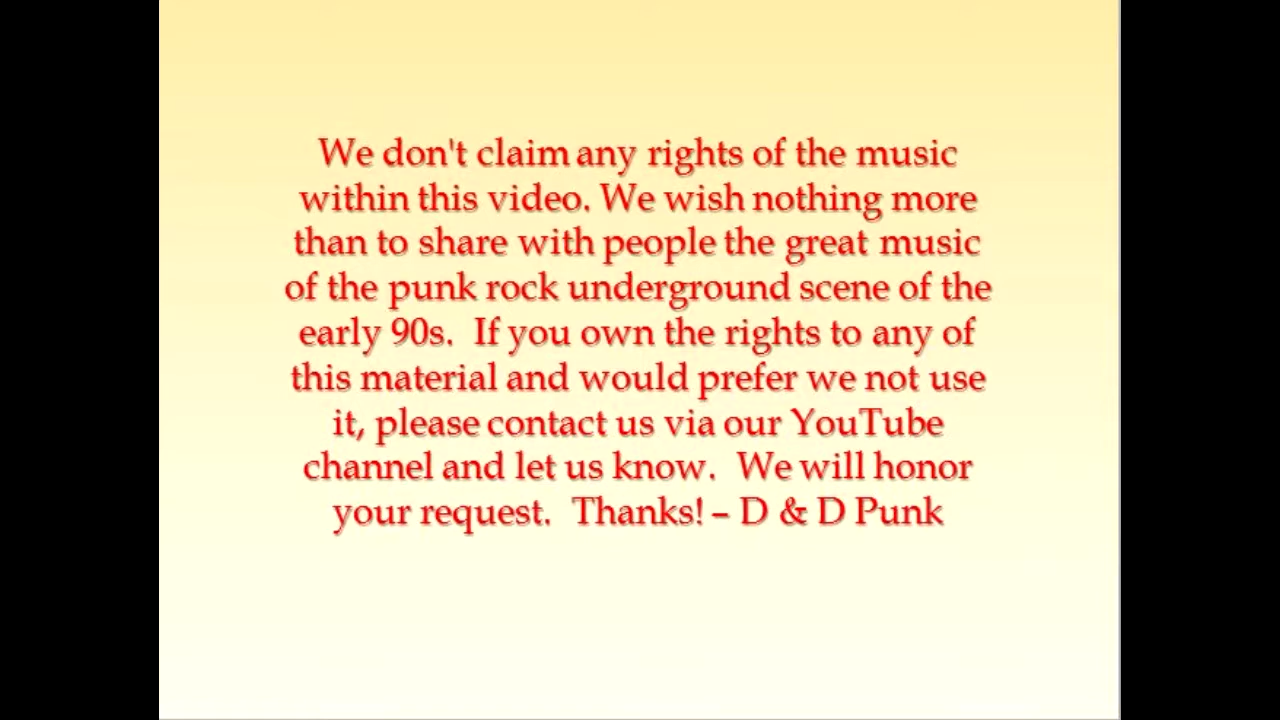 We don't claim any rights of the music
within this video. We wish nothing more
than to share with people the great music
of the punk rock underground scene of the
early 90s.  If you own the rights to any of
this material and would prefer we not use
it, please contact us via our YouTube
channel and let us know.  We will honor
your request.  Thanks! – D & D Punk